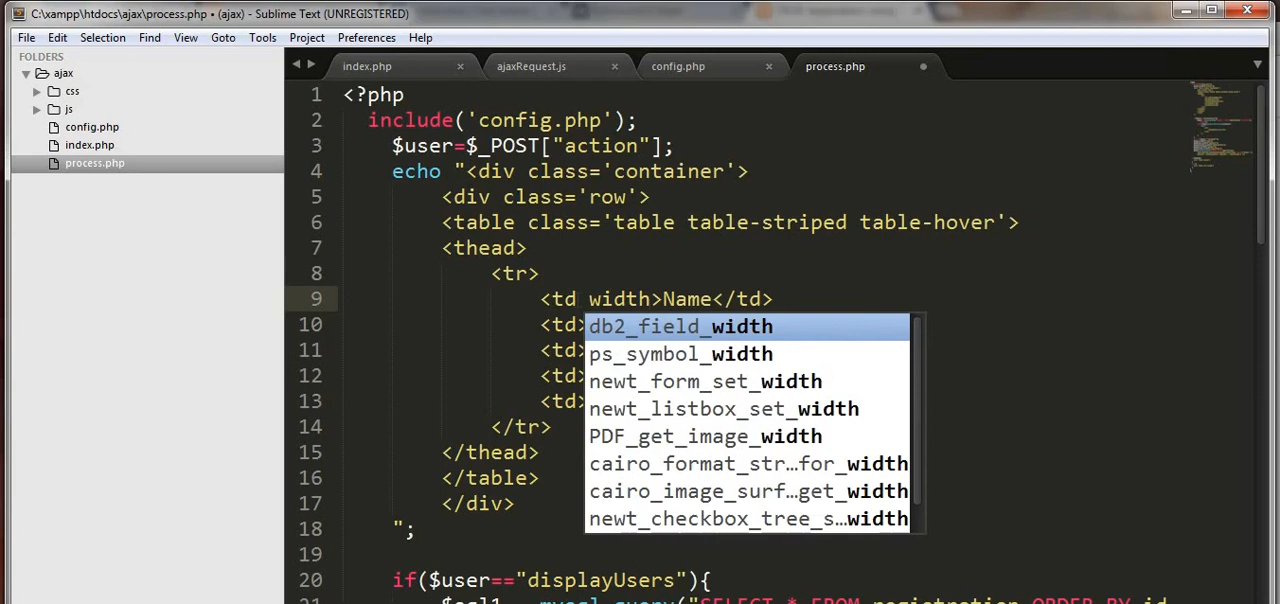 C:\xampp\htdocs\ajax\process.php • (ajax) - Sublime Text (UNREGISTERED)
File Edit Selection Find View Goto Tools Project Preferences Help
FOLDERS
ajax
css
js
config.php
index.php
process.php
index.php × ajaxRequest.js × config.php × process.php
1 <?php
2 include('config.php');
3 $user=$_POST["action"];
4 echo "<div class='container'>
5 <div class='row'>
6 <table class='table table-striped table-hover'>
7 <thead>
8 <tr>
9 <td width>Name</td>
10 <td>
11 <td>
12 <td>
13 <td>
14 </tr>
15 </thead>
16 </table>
17 </div>
18 ";
19
20 if($user=="displayUsers"){
db2_field_width
ps_symbol_width
newt_form_set_width
newt_listbox_set_width
PDF_get_image_width
cairo_format_str…for_width
cairo_image_surf…get_width
newt_checkbox_tree_s…width